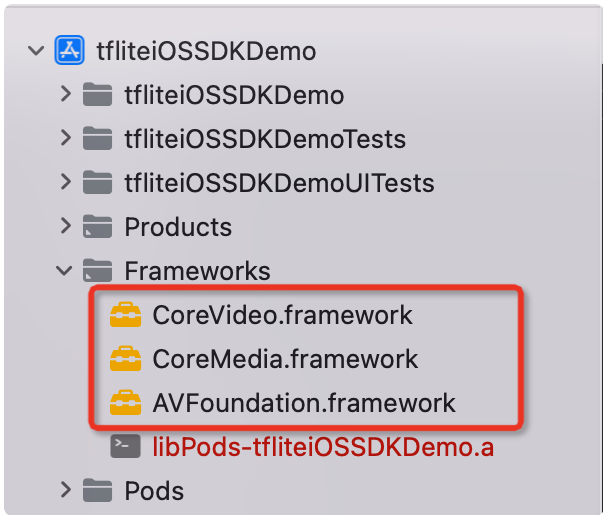 tfliteiOSSDKDemo
tfliteiOSSDKDemo
tfliteiOSSDKDemoTests
tfliteiOSSDKDemoUITests
Products
Frameworks
CoreVideo.framework
CoreMedia.framework
AVFoundation.framework
libPods-tfliteiOSSDKDemo.a
Pods